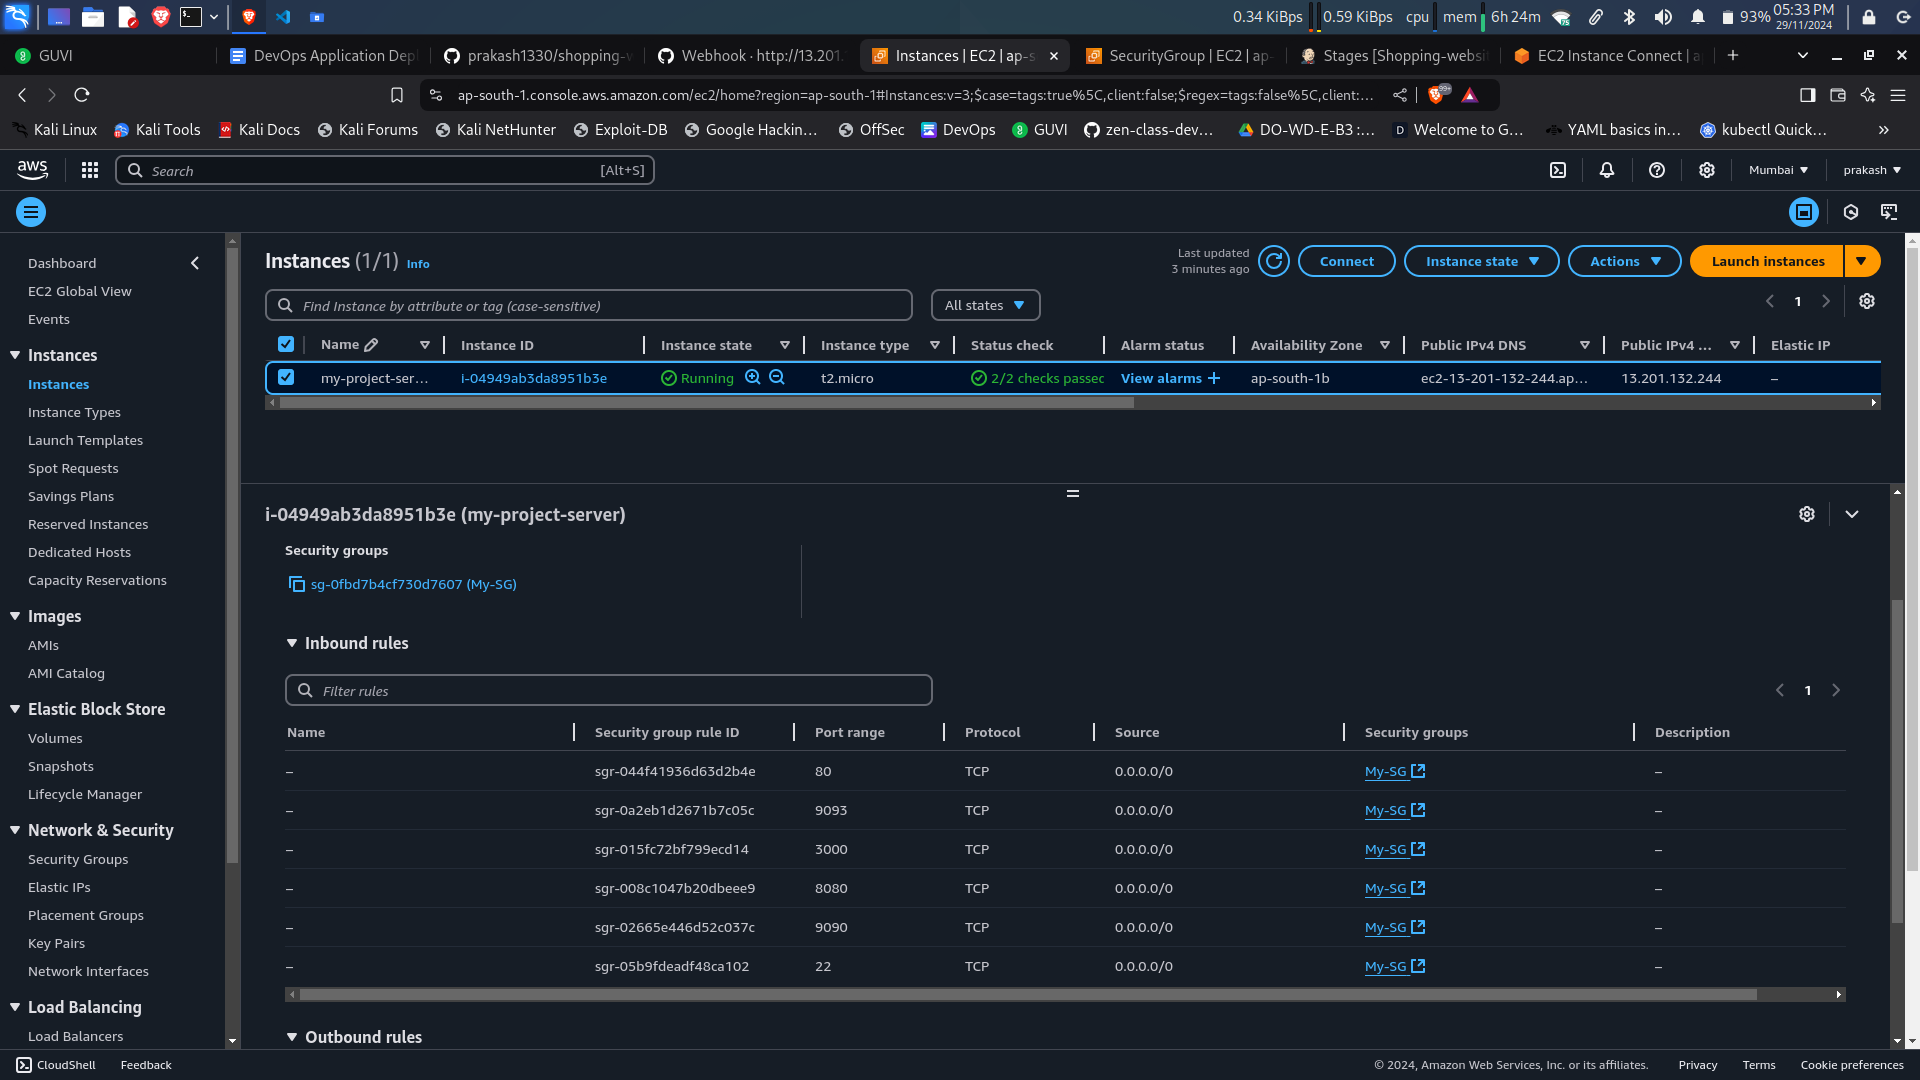 0.34 KiBps 0.59 KiBps cpu mem 6h 24m 93% 05:33 PM
29/11/2024
GUVI DevOps Application Dep prakash1330/shopping-w Webhook · http://13.201. Instances | EC2 | ap-s SecurityGroup | EC2 | ap- Stages [Shopping-websi EC2 Instance Connect | a
ap-south-1.console.aws.amazon.com/ec2/home?region=ap-south-1#Instances:v=3;$case=tags:true%5C,client:false;$regex=tags:false%5C,client:... 99+
Kali Linux Kali Tools Kali Docs Kali Forums Kali NetHunter Exploit-DB Google Hackin... OffSec DevOps GUVI zen-class-dev... DO-WD-E-B3 :... Welcome to G... YAML basics in... kubectl Quick... »
aws Search [Alt+S] Mumbai prakash
Dashboard
EC2 Global View
Events
Instances
Instances
Instance Types
Launch Templates
Spot Requests
Savings Plans
Reserved Instances
Dedicated Hosts
Capacity Reservations
Images
AMIs
AMI Catalog
Elastic Block Store
Volumes
Snapshots
Lifecycle Manager
Network & Security
Security Groups
Elastic IPs
Placement Groups
Key Pairs
Network Interfaces
Load Balancing
Load Balancers
Instances (1/1) Info
Last updated
3 minutes ago
Connect Instance state Actions Launch instances
Find Instance by attribute or tag (case-sensitive) All states 1
Name Instance ID Instance state Instance type Status check Alarm status Availability Zone Public IPv4 DNS Public IPv4 ... Elastic IP
my-project-ser... i-04949ab3da8951b3e Running t2.micro 2/2 checks passec View alarms + ap-south-1b ec2-13-201-132-244.ap... 13.201.132.244 –
i-04949ab3da8951b3e (my-project-server)
Security groups
sg-0fbd7b4cf730d7607 (My-SG)
Inbound rules
Filter rules 1
Name Security group rule ID Port range Protocol Source Security groups Description
– sgr-044f41936d63d2b4e 80 TCP 0.0.0.0/0 My-SG –
– sgr-0a2eb1d2671b7c05c 9093 TCP 0.0.0.0/0 My-SG –
– sgr-015fc72bf799ecd14 3000 TCP 0.0.0.0/0 My-SG –
– sgr-008c1047b20dbeee9 8080 TCP 0.0.0.0/0 My-SG –
– sgr-02665e446d52c037c 9090 TCP 0.0.0.0/0 My-SG –
– sgr-05b9fdeadf48ca102 22 TCP 0.0.0.0/0 My-SG –
Outbound rules
CloudShell Feedback © 2024, Amazon Web Services, Inc. or its affiliates. Privacy Terms Cookie preferences